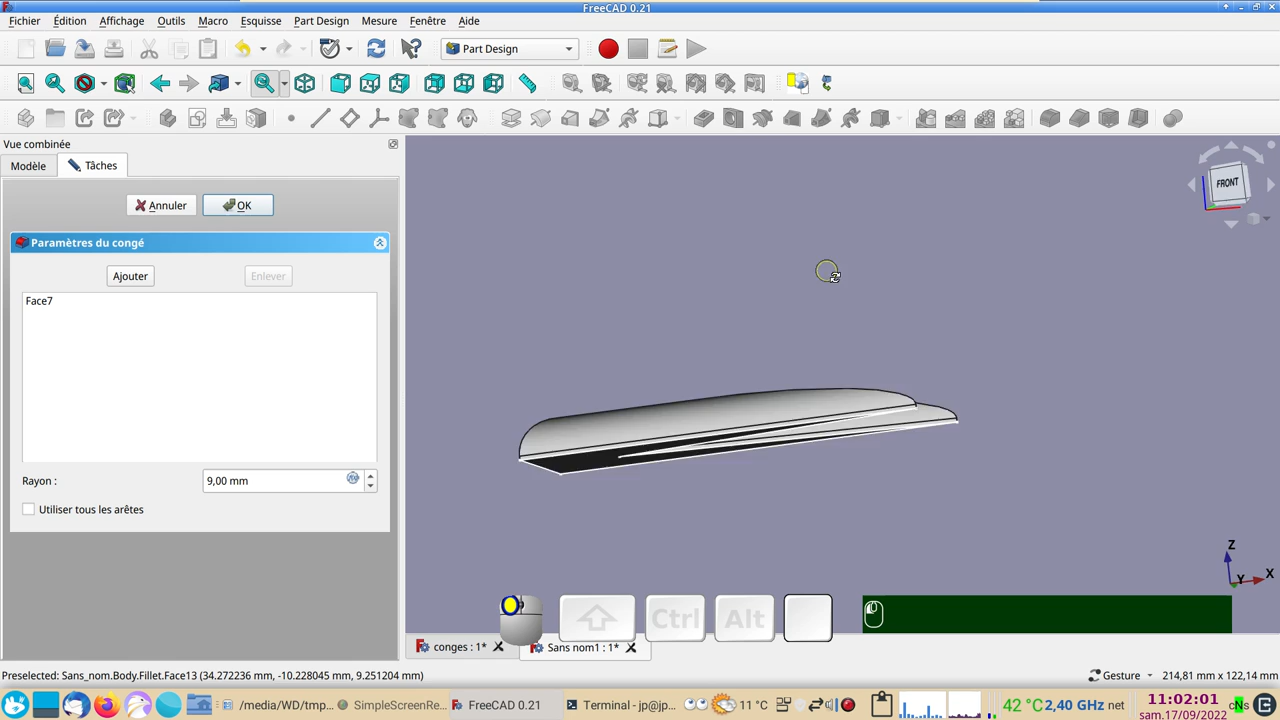 FreeCAD 0.21
Fichier Édition Affichage Outils Macro Esquisse Part Design Mesure Fenêtre Aide
Part Design
Vue combinée
Modèle Tâches
Annuler OK
Paramètres du congé
Ajouter Enlever
Face7
Rayon : 9,00 mm
Utiliser tous les arêtes
FRONT
Z
Y X
Ctrl Alt
conges : 1* Sans nom1 : 1*
Preselected: Sans_nom.Body.Fillet.Face13 (34.272236 mm, -10.228045 mm, 9.251204 mm) Gesture 214,81 mm x 122,14 mm
/media/WD/tmp... SimpleScreenRe... FreeCAD 0.21 Terminal - jp@jp... 11 °C 42 °C 2,40 GHz net 11:02:01
sam.17/09/2022